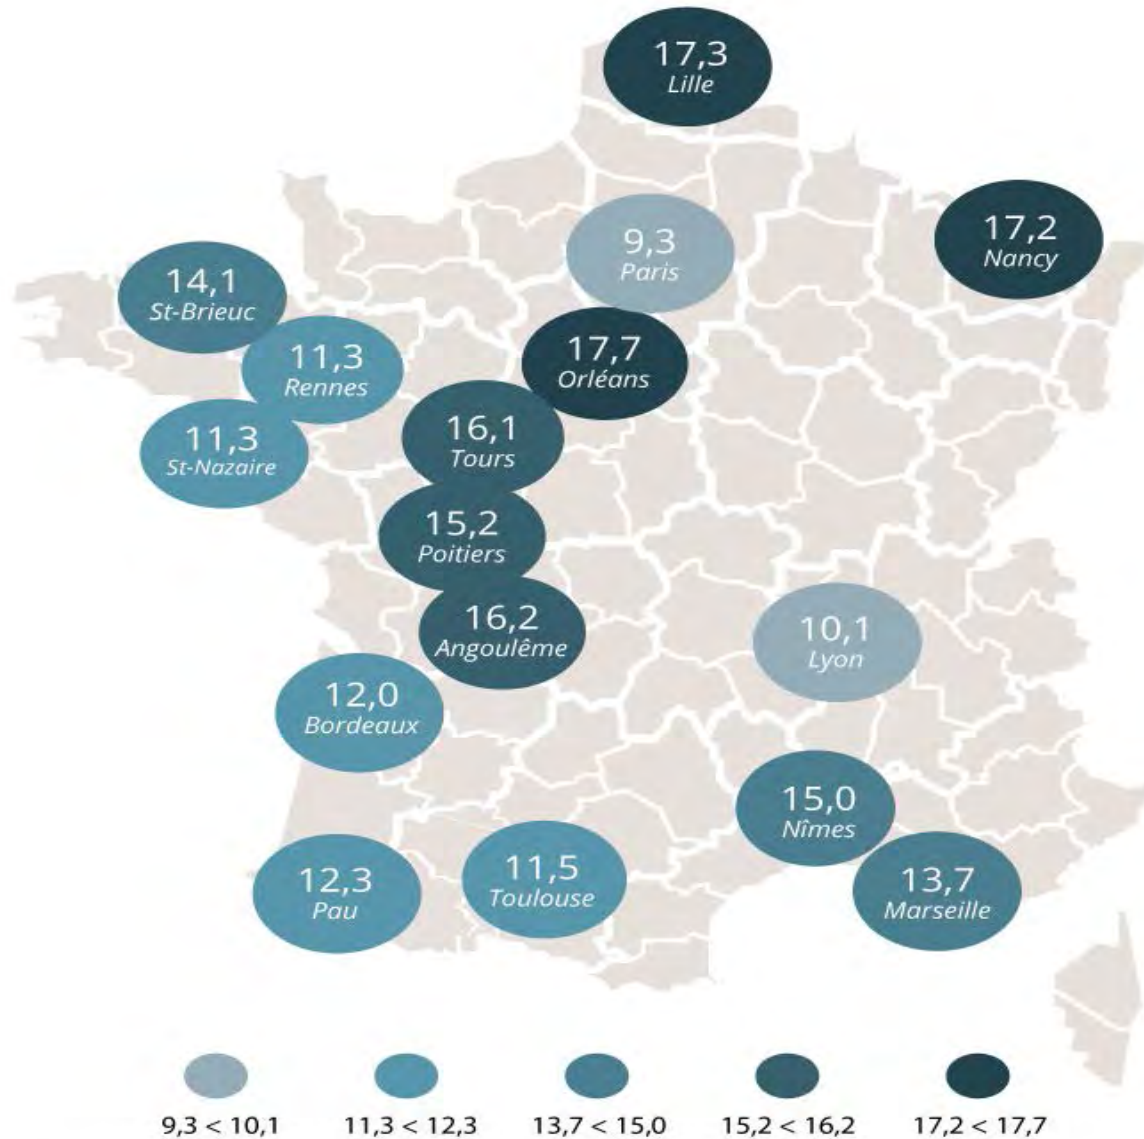 17,3
Lille
9,3
Paris
17,2
Nancy
14,1
St-Brieuc
11,3
Rennes
17,7
Orléans
11,3
St-Nazaire
16,1
Tours
15,2
Poitiers
16,2
Angoulême
10,1
Lyon
12,0
Bordeaux
15,0
Nîmes
12,3
Pau
11,5
Toulouse
13,7
Marseille
9,3 < 10,1
11,3 < 12,3
13,7 < 15,0
15,2 < 16,2
17,2 < 17,7